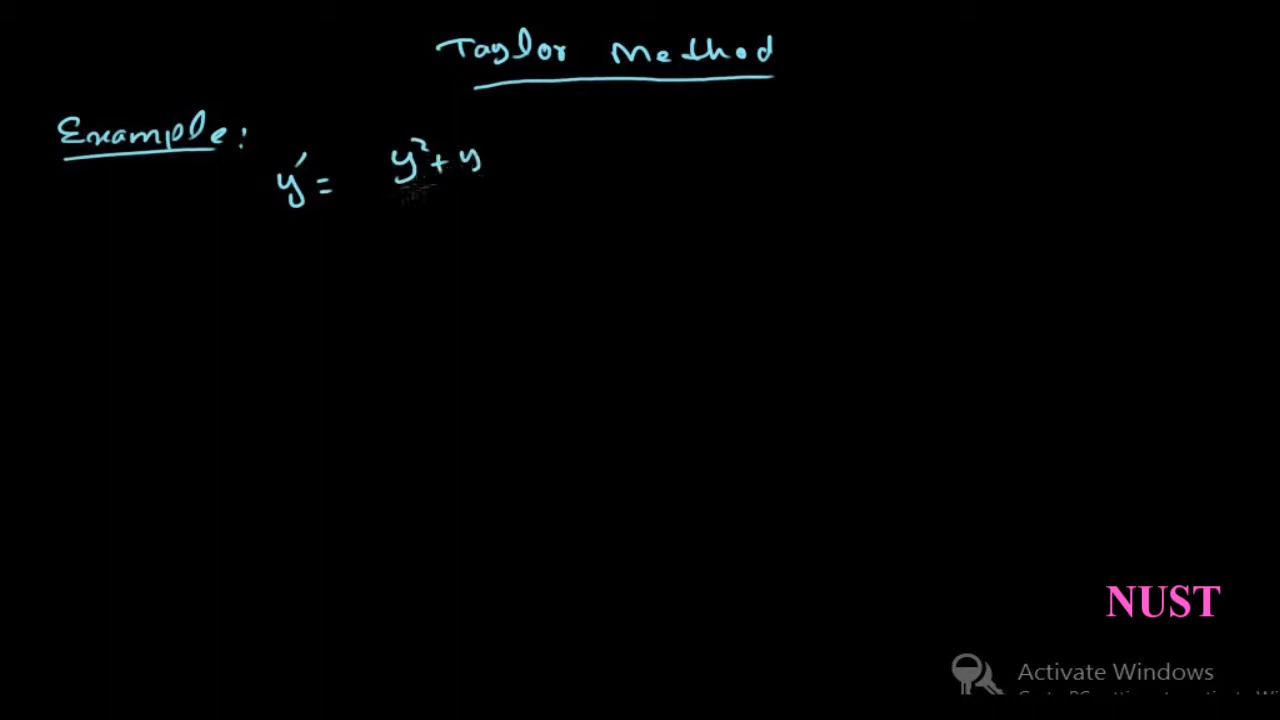 Taylor Method
Example:
y' = y² + y
NUST
Activate Windows